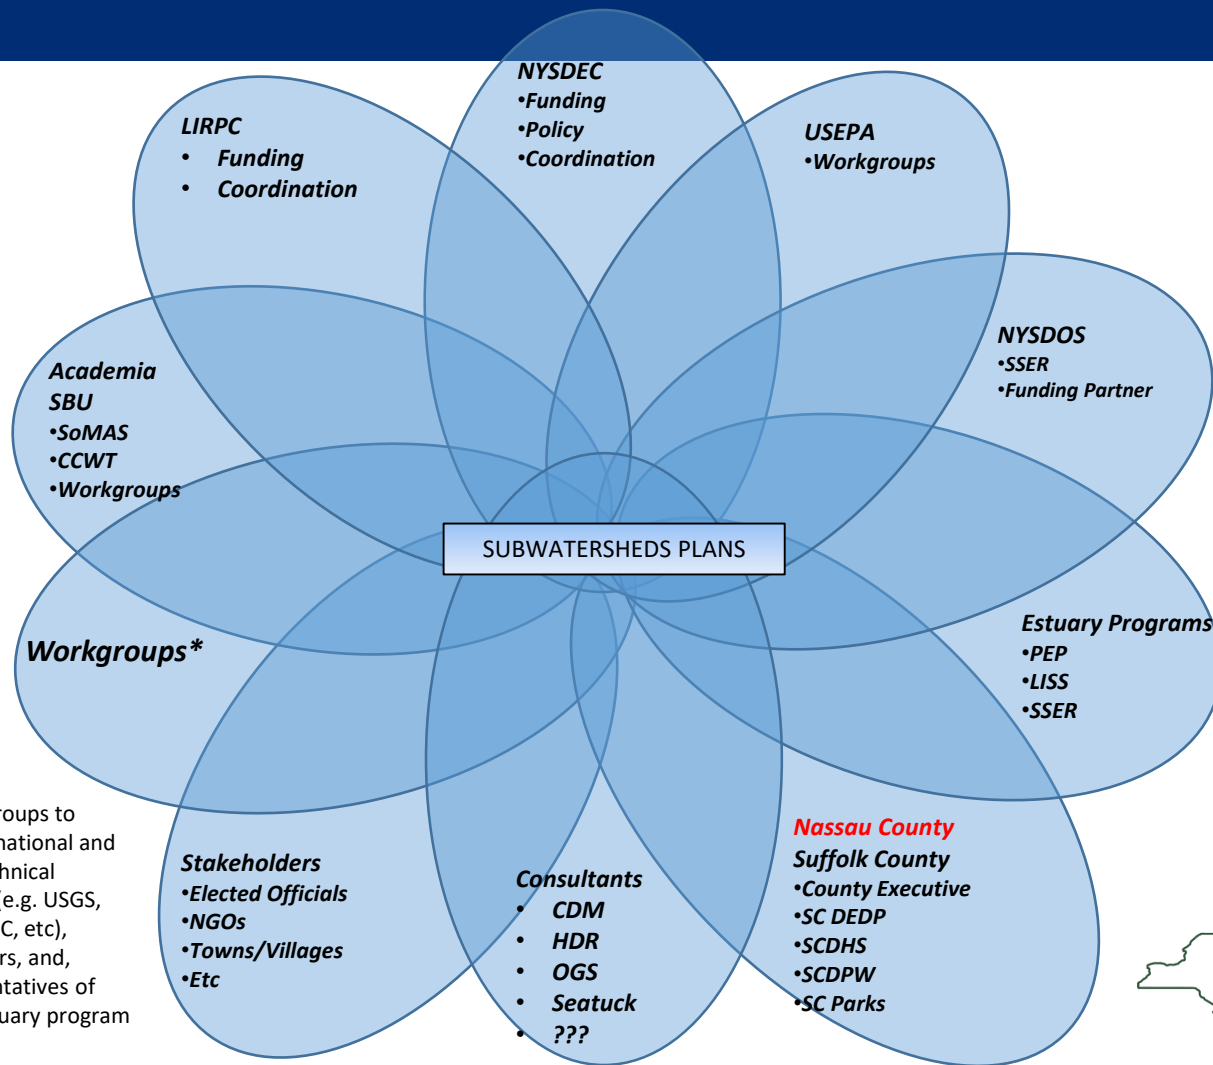 NYSDEC
•Funding
•Policy
•Coordination
LIRPC
• Funding
• Coordination
USEPA
•Workgroups
NYSDOS
•SSER
•Funding Partner
Academia
SBU
•SoMAS
•CCWT
•Workgroups
SUBWATERSHEDS PLANS
Workgroups*
Estuary Programs
•PEP
•LISS
•SSER
roups to
national and
hnical
(e.g. USGS,
C, etc),
rs, and,
ntatives of
uary program
Stakeholders
•Elected Officials
•NGOs
•Towns/Villages
•Etc
Consultants
• CDM
• HDR
• OGS
• Seatuck
• ???
Nassau County
Suffolk County
•County Executive
•SC DEDP
•SCDHS
•SCDPW
•SC Parks